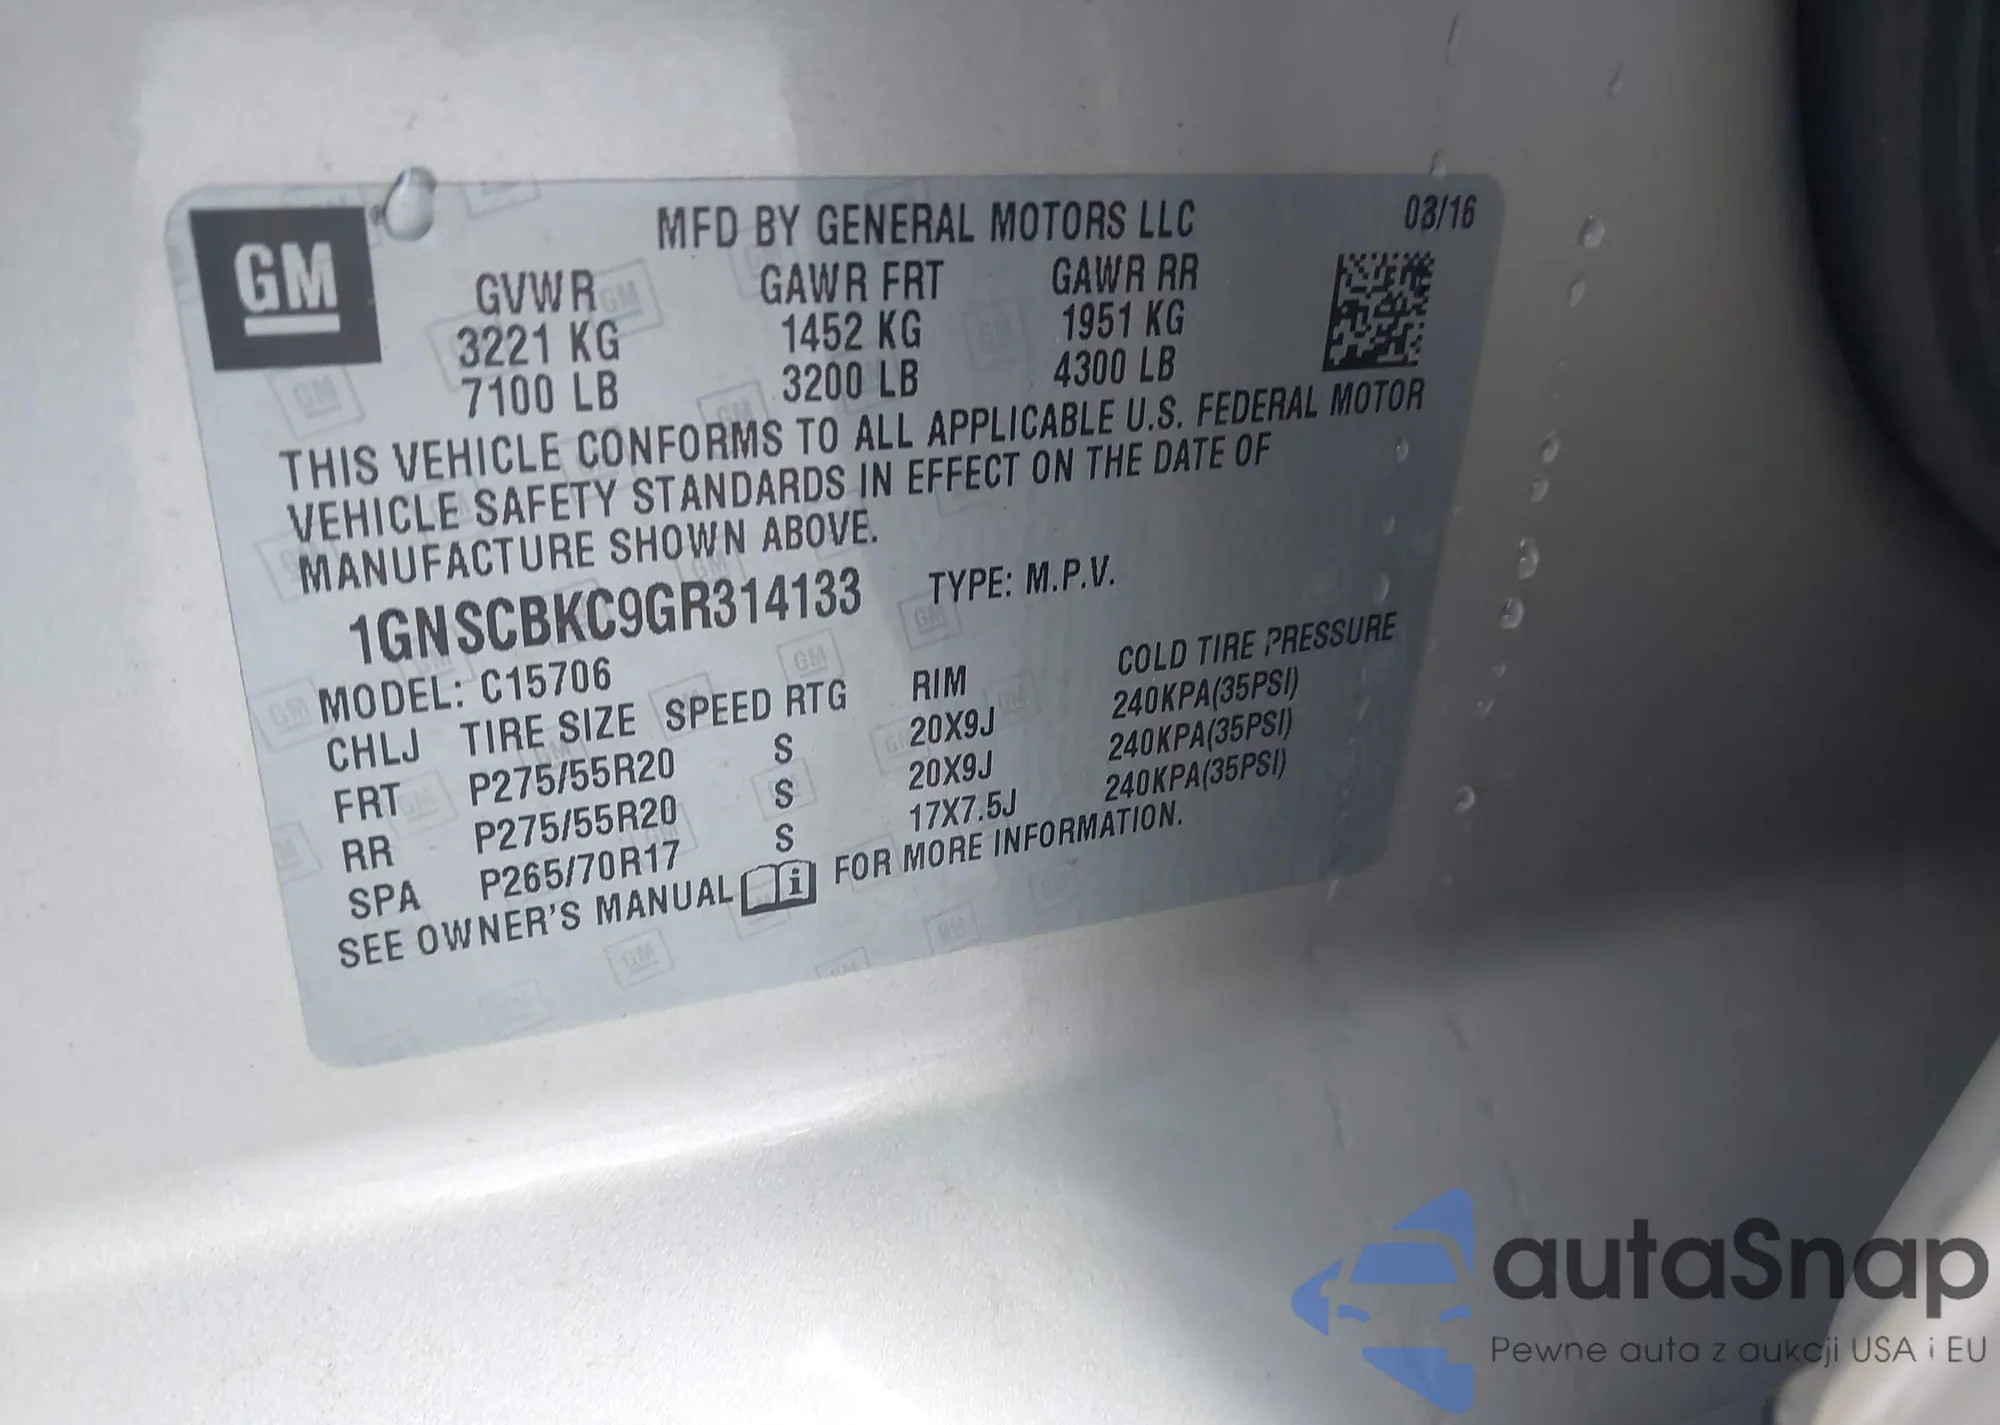 GM
MFD BY GENERAL MOTORS LLC 03/16
GVWR GAWR FRT GAWR RR
3221 KG 1452 KG 1951 KG
7100 LB 3200 LB 4300 LB
THIS VEHICLE CONFORMS TO ALL APPLICABLE U.S. FEDERAL MOTOR
VEHICLE SAFETY STANDARDS IN EFFECT ON THE DATE OF
MANUFACTURE SHOWN ABOVE.
1GNSCBKC9GR314133 TYPE: M.P.V.
MODEL: C15706
CHLJ TIRE SIZE SPEED RTG RIM COLD TIRE PRESSURE
FRT P275/55R20 S 20X9J 240KPA(35PSI)
RR P275/55R20 S 20X9J 240KPA(35PSI)
SPA P265/70R17 S 17X7.5J 240KPA(35PSI)
SEE OWNER'S MANUAL i FOR MORE INFORMATION.
autaSnap
Pewne auta z aukcji USA i EU